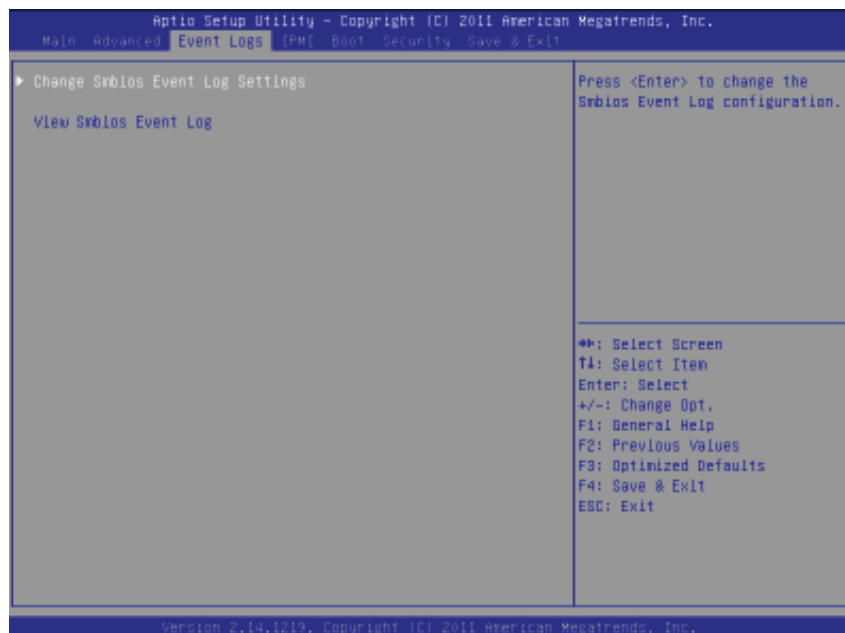 Aptio Setup Utility – Copyright (C) 2011 American Megatrends, Inc.
Main Advanced Event Logs IPMI Boot Security Save & Exit
▶ Change Smbios Event Log Settings
View Smbios Event Log
Press <Enter> to change the
Smbios Event Log configuration.
→←: Select Screen
↑↓: Select Item
Enter: Select
+/-: Change Opt.
F1: General Help
F2: Previous Values
F3: Optimized Defaults
F4: Save & Exit
ESC: Exit
Version 2.14.1219. Copyright (C) 2011 American Megatrends, Inc.